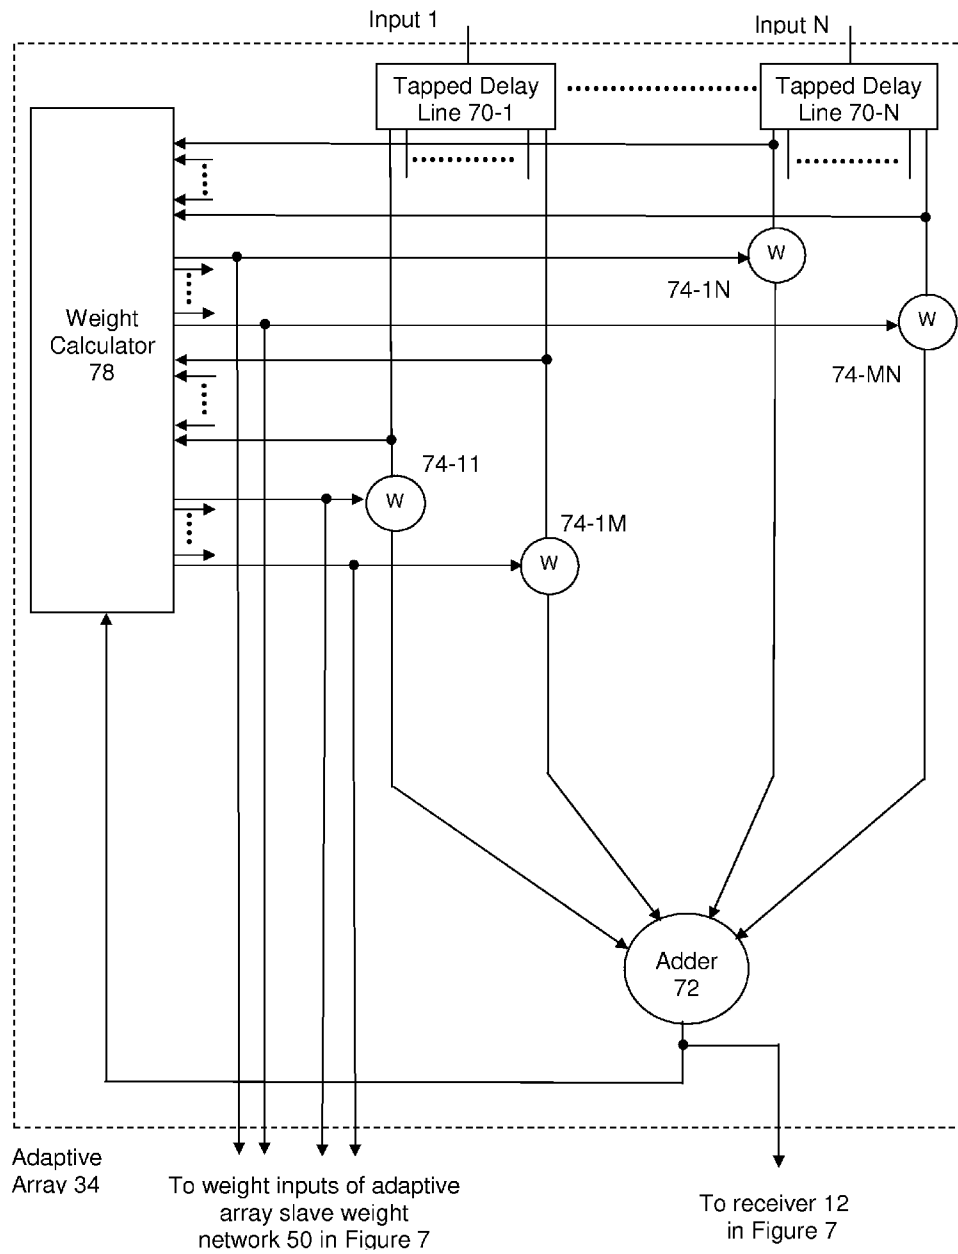 Input 1
Input N
Tapped Delay
Line 70-1
Tapped Delay
Line 70-N
W
74-1N
W
74-MN
Weight
Calculator
78
74-11
W
74-1M
W
Adder
72
Adaptive
Array 34
To weight inputs of adaptive
array slave weight
network 50 in Figure 7
To receiver 12
in Figure 7